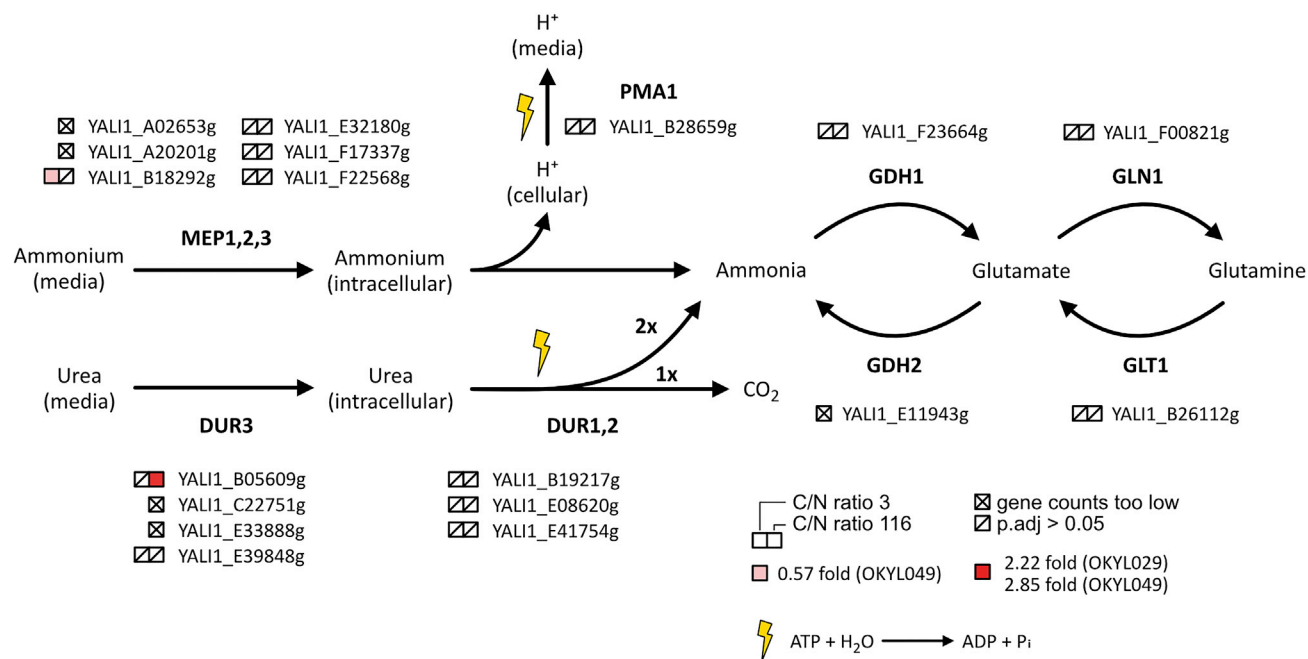 H⁺
(media)
PMA1
YALI1_B28659g
H⁺
(cellular)
YALI1_A02653g
YALI1_A20201g
YALI1_B18292g
YALI1_E32180g
YALI1_F17337g
YALI1_F22568g
YALI1_F23664g
GDH1
YALI1_F00821g
GLN1
MEP1,2,3
Ammonium
(media)
Ammonium
(intracellular)
Ammonia
Glutamate
Glutamine
GDH2
YALI1_E11943g
GLT1
YALI1_B26112g
Urea
(media)
DUR3
Urea
(intracellular)
DUR1,2
2x
1x
CO₂
YALI1_B05609g
YALI1_C22751g
YALI1_E33888g
YALI1_E39848g
YALI1_B19217g
YALI1_E08620g
YALI1_E41754g
C/N ratio 3
C/N ratio 116
gene counts too low
p.adj > 0.05
0.57 fold (OKYL049)
2.22 fold (OKYL029)
2.85 fold (OKYL049)
ATP + H₂O
ADP + Pᵢ